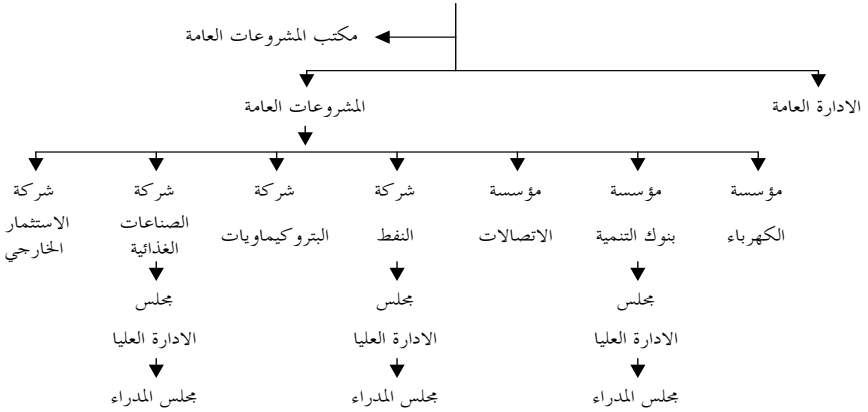 مكتب المشروعات العامة
الادارة العامة
المشروعات العامة
مؤسسة
الكهرباء
مؤسسة
بنوك التنمية
مجلس
الادارة العليا
مجلس المدراء
مؤسسة
الاتصالات
شركة
النفط
مجلس
الادارة العليا
مجلس المدراء
شركة
البتروكيماويات
شركة
الصناعات
الغذائية
مجلس
الادارة العليا
مجلس المدراء
شركة
الاستثمار
الخارجي